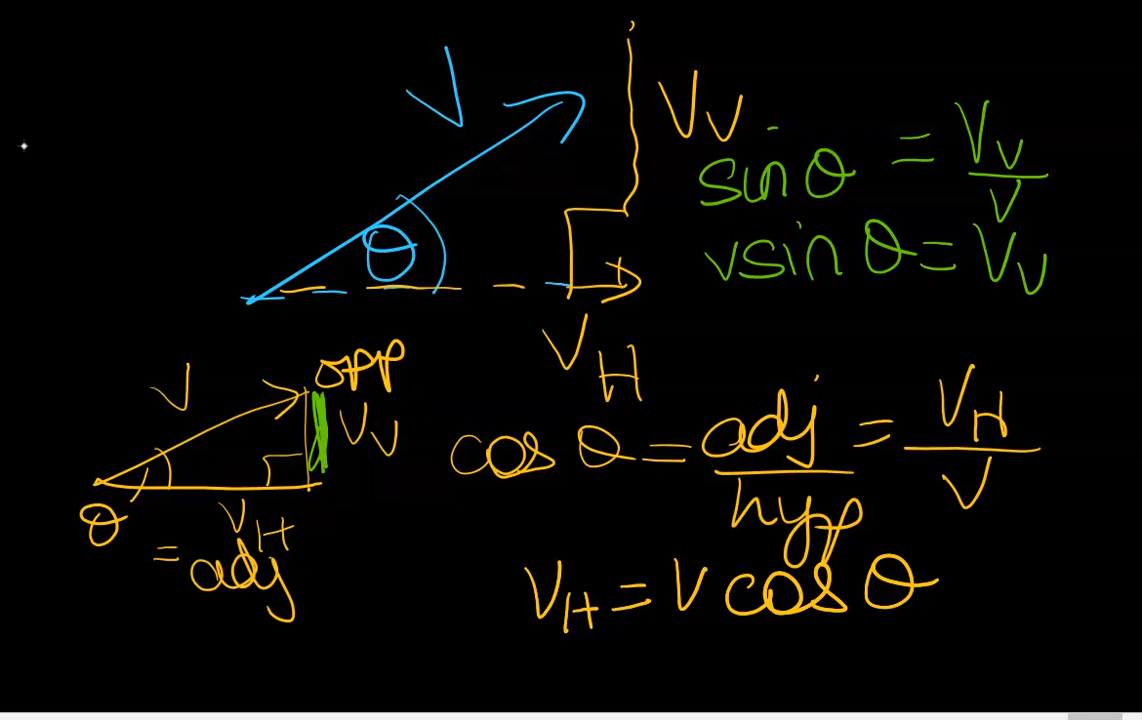 V
V_V
sin θ = V_V / V
θ
V sin θ = V_V
V_H
V
opp
V_V
cos θ = adj / hyp = V_H / V
θ
V_H
= adj
V_H = V cos θ